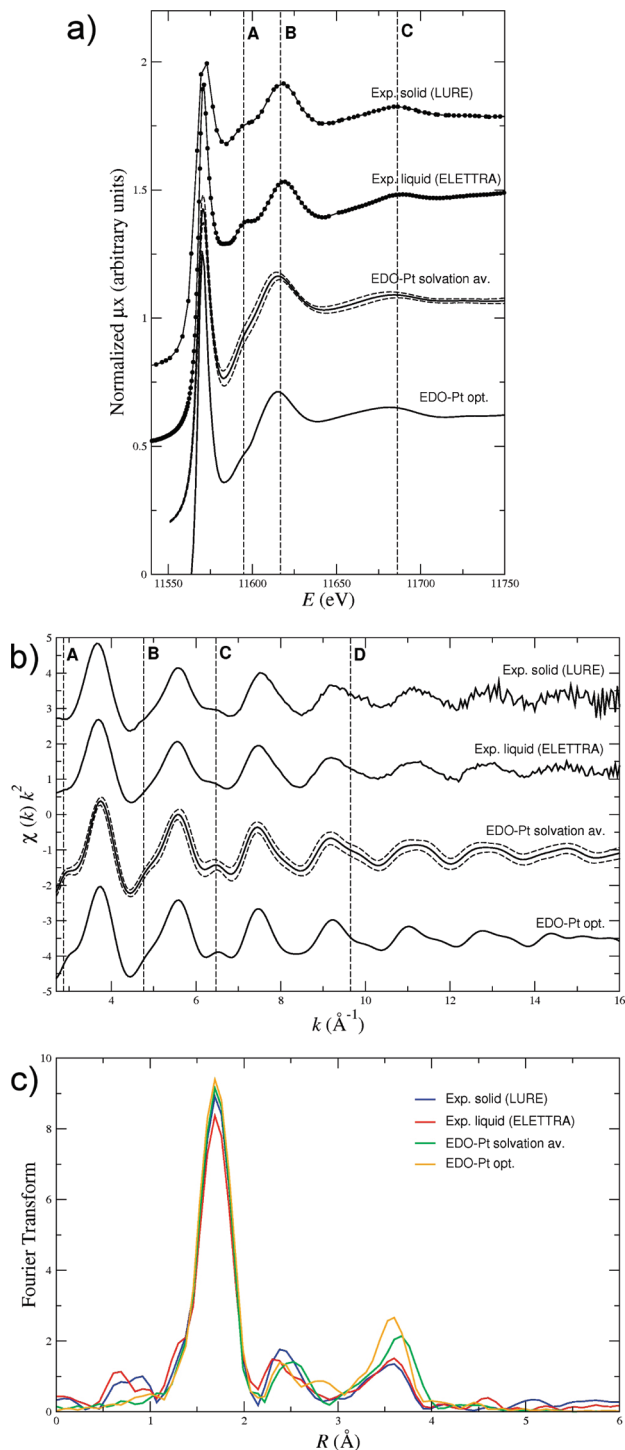 a)
A B C
2
Exp. solid (LURE)
1.5
Exp. liquid (ELETTRA)
EDO-Pt solvation av.
1
EDO-Pt opt.
0.5
0
Normalized μx (arbitrary units)
11550 11600 11650 11700 11750
E (eV)
b)
A B C D
5
4
3
2
1
0
-1
-2
-3
-4
-5
Exp. solid (LURE)
Exp. liquid (ELETTRA)
EDO-Pt solvation av.
EDO-Pt opt.
χ (k) k²
4 6 8 10 12 14 16
k (Å⁻¹)
c)
10
8
6
4
2
0
Exp. solid (LURE)
Exp. liquid (ELETTRA)
EDO-Pt solvation av.
EDO-Pt opt.
Fourier Transform
0 1 2 3 4 5 6
R (Å)